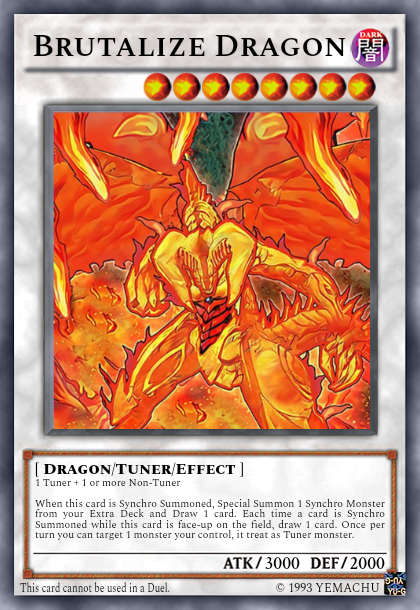 BRUTALIZE DRAGON
DARK
闇
[ DRAGON/TUNER/EFFECT ]
1 Tuner + 1 or more Non-Tuner
When this card is Synchro Summoned, Special Summon 1 Synchro Monster
from your Extra Deck and Draw 1 card. Each time a card is Synchro
Summoned while this card is face-up on the field, draw 1 card. Once per
turn you can target 1 monster your control, it treat as Tuner monster.
ATK/3000 DEF/2000
This card cannot be used in a Duel. © 1993 YEMACHU
YU-G
YU-G